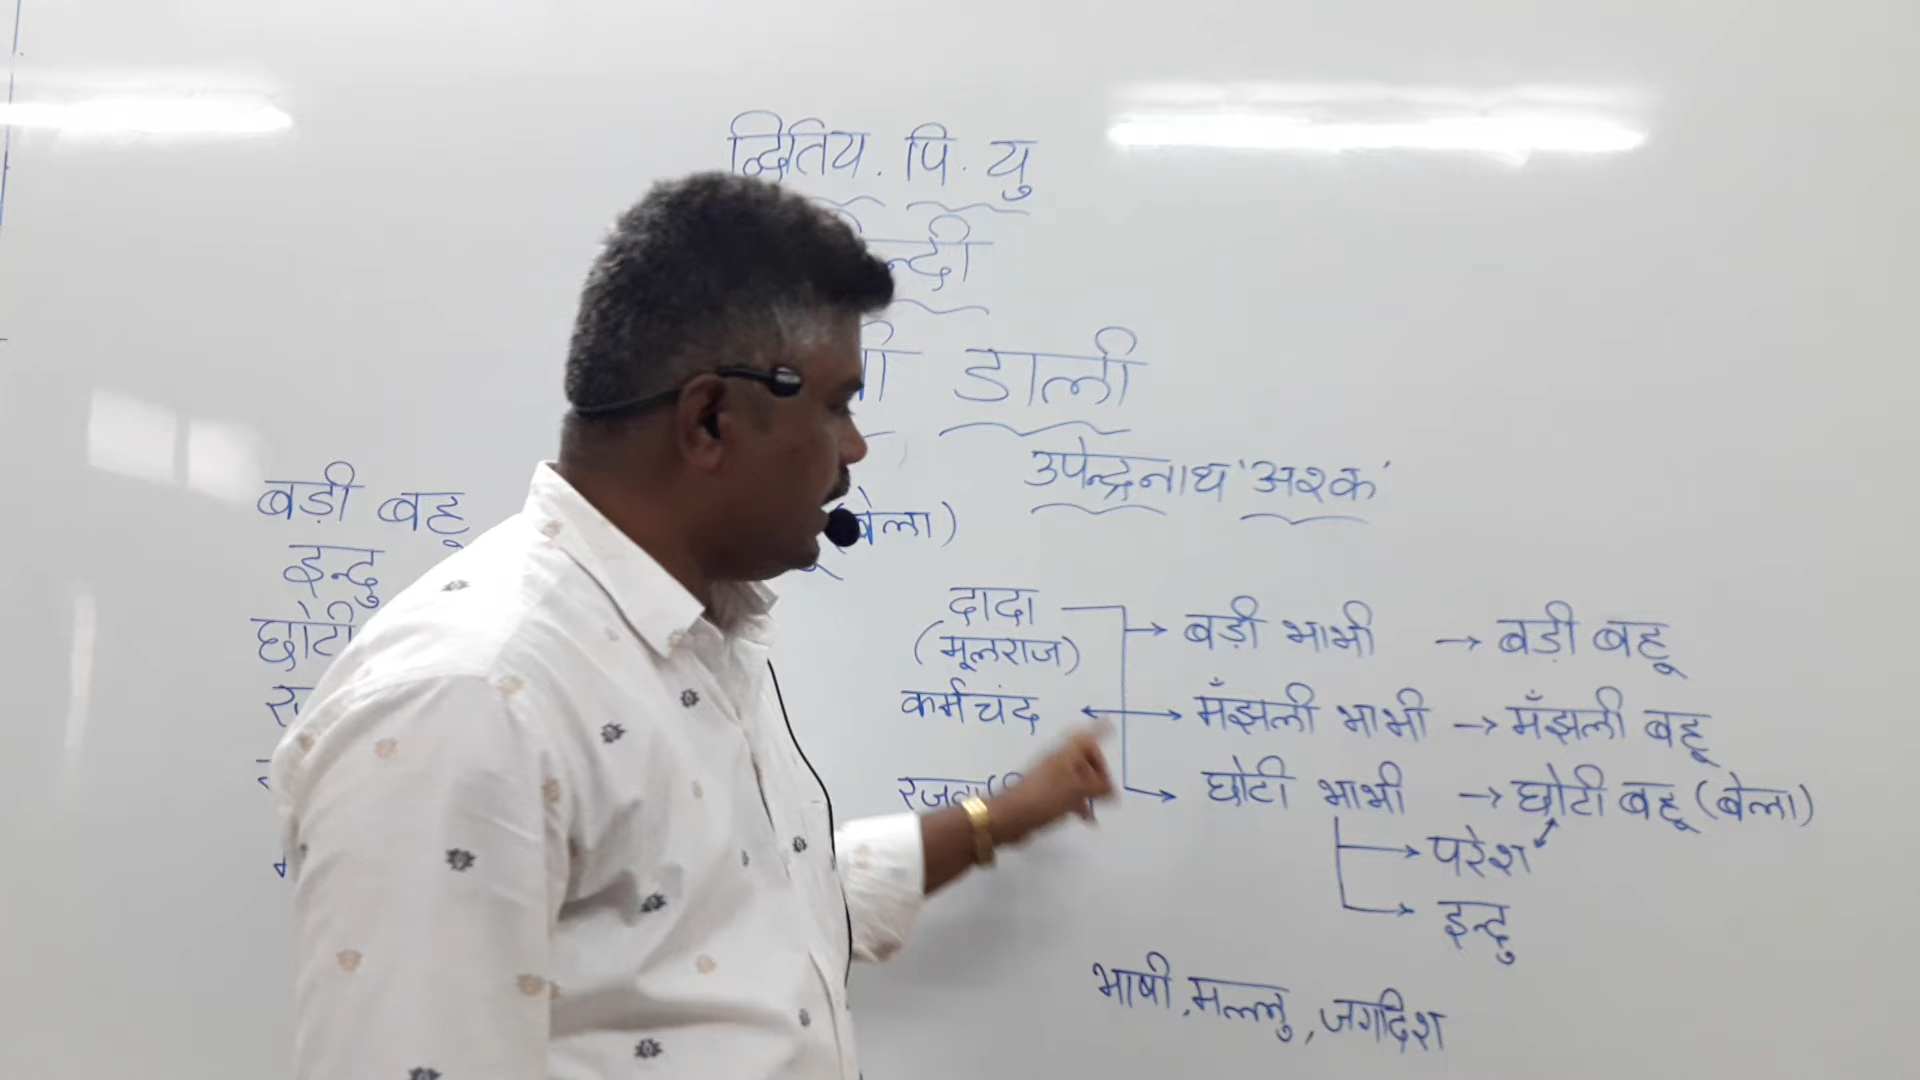 द्वितिय. पि. यु
डाली
उपेन्द्रनाथ 'अश्क'
बड़ी बहू
(बेला)
इन्दु
छोटी
दादा → बड़ी भाभी → बड़ी बहू
(मूलराज)
कर्मचंद ↔ मँझली भाभी → मँझली बहू
→ छोटी भाभी → छोटी बहू (बेला)
→ परेश
→ इन्दु
भाषी, मल्लु, जगदिश